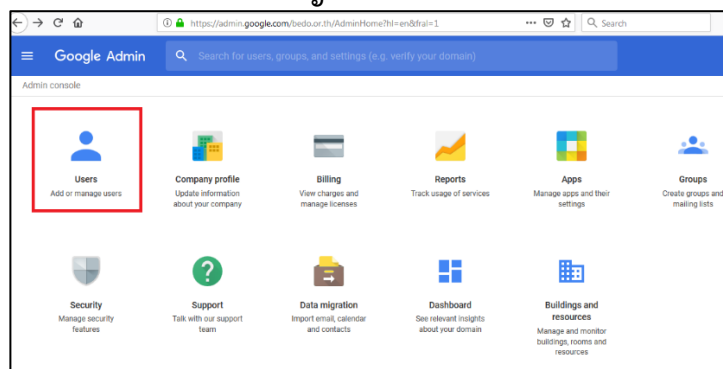 https://admin.google.com/bedo.or.th/AdminHome?hl=en&fral=1
Search
Google Admin
Search for users, groups, and settings (e.g. verify your domain)
Admin console
Users
Add or manage users
Company profile
Update information
about your company
Billing
View charges and
manage licenses
Reports
Track usage of services
Apps
Manage apps and their
settings
Groups
Create groups and
mailing lists
Security
Manage security
features
Support
Talk with our support
team
Data migration
Import email, calendar
and contacts
Dashboard
See relevant insights
about your domain
Buildings and
resources
Manage and monitor
buildings, rooms and
resources